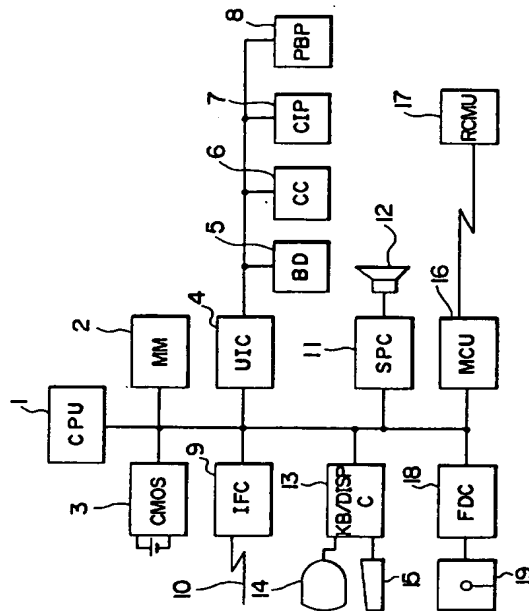 1
CPU
2
MM
3
CMOS
4
UIC
5
BD
6
CC
7
CIP
8
PBP
9
IFC
10
11
SPC
12
13
KB/DISP
C
14
15
16
MCU
17
RCMU
18
FDC
19